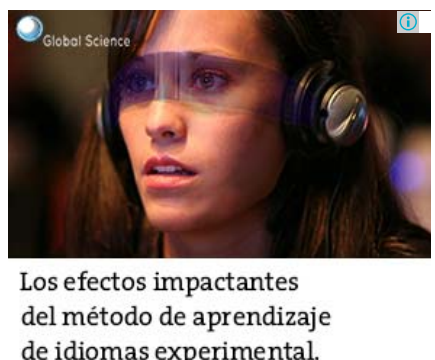 Global Science
Los efectos impactantes
del método de aprendizaje
de idiomas experimental.